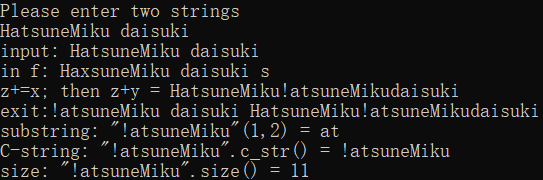 Please enter two strings
HatsuneMiku daisuki
input: HatsuneMiku daisuki
in f: HaxsuneMiku daisuki s
z+=x; then z+y = HatsuneMiku!atsuneMikudaisuki
exit:!atsuneMiku daisuki HatsuneMiku!atsuneMikudaisuki
substring: "!atsuneMiku"(1,2) = at
C-string: "!atsuneMiku".c_str() = !atsuneMiku
size: "!atsuneMiku".size() = 11